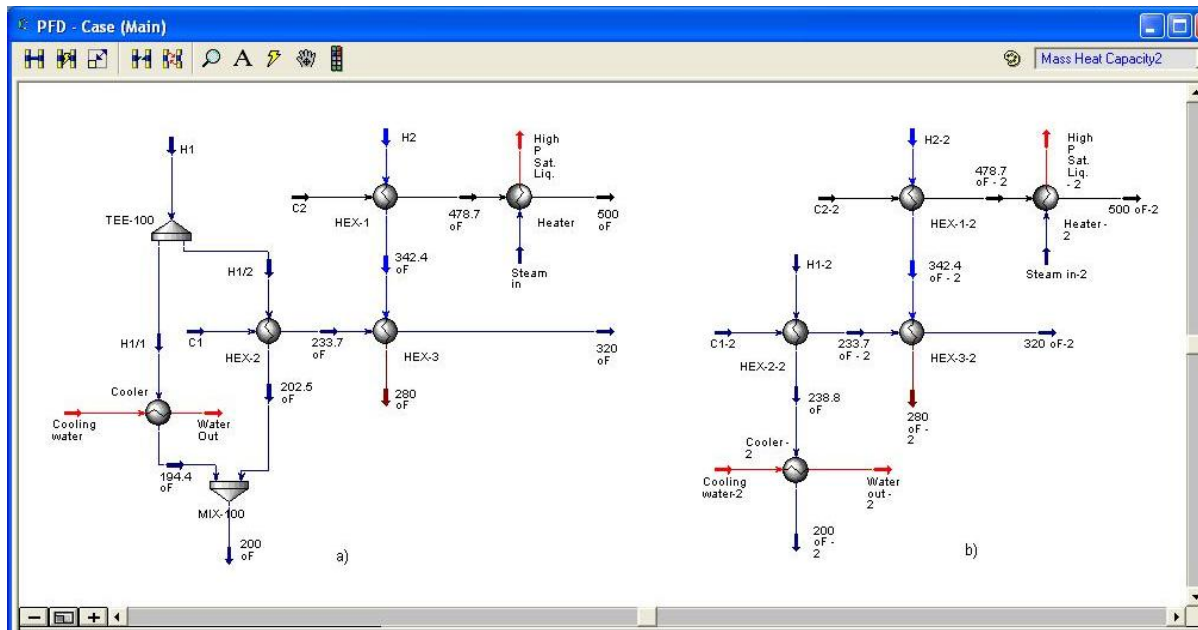 PFD - Case (Main)
A
Mass Heat Capacity2
H1
TEE-100
H1/2
H1/1
C1
HEX-2
233.7
oF
202.5
oF
Cooler
Cooling
water
Water
Out
194.4
oF
MIX-100
200
oF
H2
C2
HEX-1
478.7
oF
High
P
Sat.
Liq.
Heater
500
oF
Steam
in
342.4
oF
HEX-3
320
oF
280
oF
a)
H2-2
C2-2
HEX-1-2
478.7
oF - 2
High
P
Sat.
Liq.
- 2
Heater-
2
500 oF-2
Steam in-2
342.4
oF - 2
H1-2
C1-2
HEX-2-2
233.7
oF - 2
HEX-3-2
320 oF-2
238.8
oF
280
oF -
2
Cooler-
2
Cooling
water-2
Water
out -
2
200
oF -
2
b)